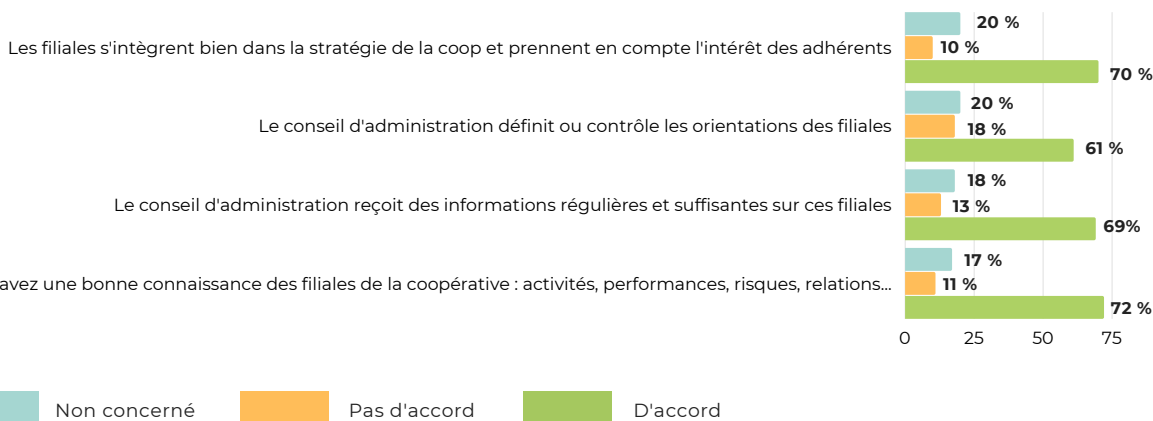 20 %
Les filiales s'intègrent bien dans la stratégie de la coop et prennent en compte l'intérêt des adhérents
10 %
70 %
20 %
Le conseil d'administration définit ou contrôle les orientations des filiales
18 %
61 %
18 %
Le conseil d'administration reçoit des informations régulières et suffisantes sur ces filiales
13 %
69%
17 %
avez une bonne connaissance des filiales de la coopérative : activités, performances, risques, relations...
11 %
72 %
0 25 50 75
Non concerné Pas d'accord D'accord